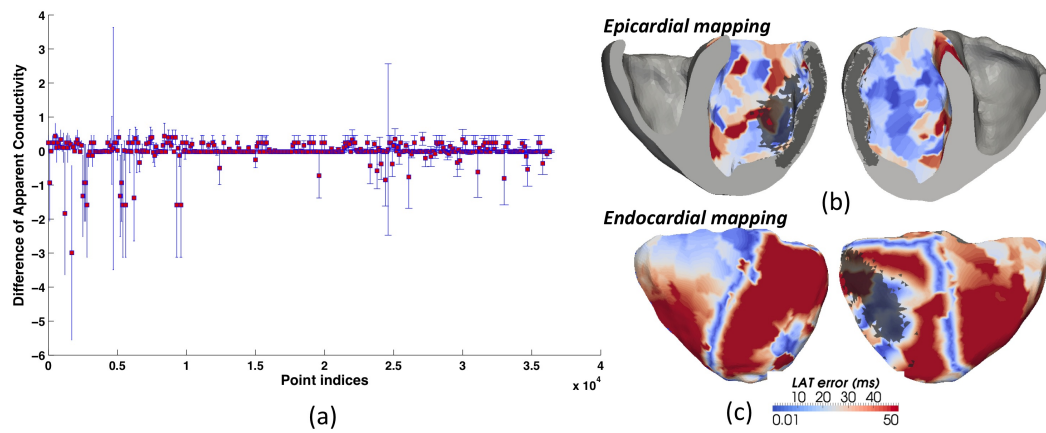 4
3
2
1
0
−1
−2
−3
−4
−5
−6
Difference of Apparent Conductivity
0 0.5 1 1.5 2 2.5 3 3.5 4
Point indices
x 10⁴
(a)
Epicardial mapping
(b)
Endocardial mapping
LAT error (ms)
10 20 30 40
0.01 50
(c)